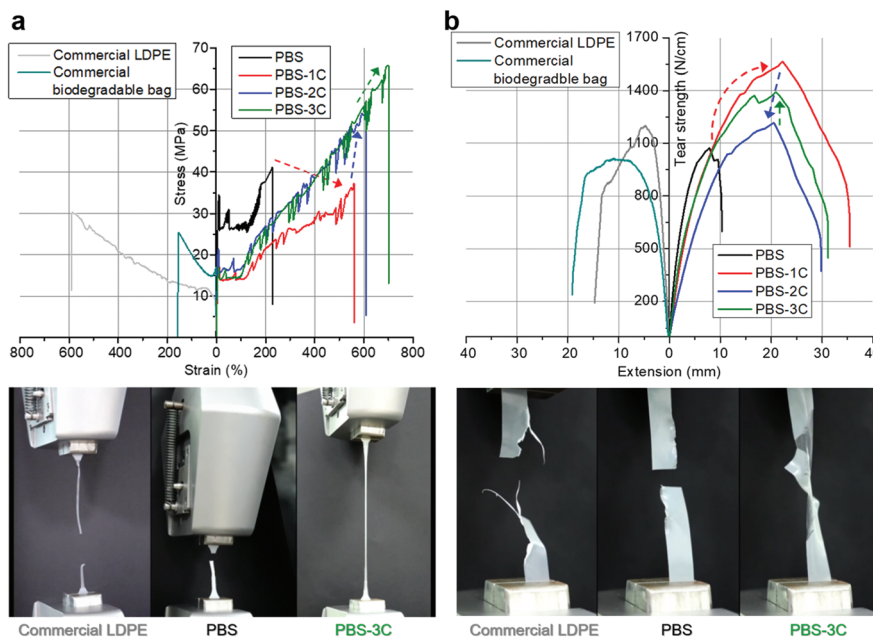 a
Commercial LDPE
Commercial
biodegradable bag
PBS
PBS-1C
PBS-2C
PBS-3C
Stress (MPa)
70
60
50
40
30
20
10
800 600 400 200 0 200 400 600 800
Strain (%)
b
Commercial LDPE
Commercial
biodegradble bag
Tear strength (N/cm)
1700
1400
1100
800
500
200
PBS
PBS-1C
PBS-2C
PBS-3C
40 30 20 10 0 10 20 30 40
Extension (mm)
Commercial LDPE PBS PBS-3C
Commercial LDPE PBS PBS-3C